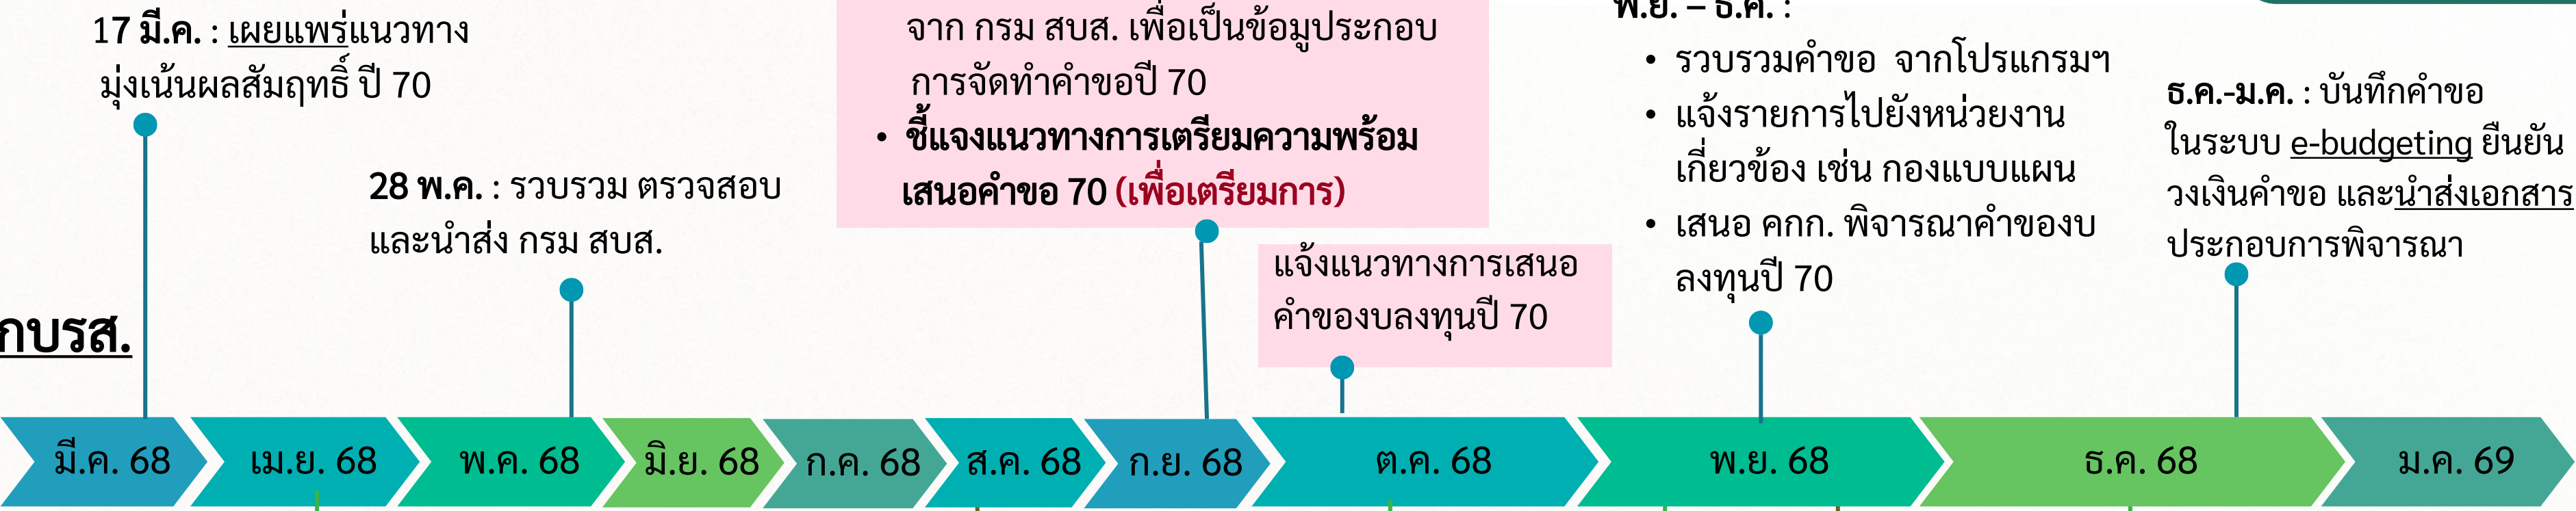 17 มี.ค. : เผยแพร่แนวทาง
มุ่งเน้นผลสัมฤทธิ์ ปี 70
28 พ.ค. : รวบรวม ตรวจสอบ
และนำส่ง กรม สบส.
กบรส.
จาก กรม สบส. เพื่อเป็นข้อมูประกอบ
การจัดทำคำขอปี 70
• ชี้แจงแนวทางการเตรียมความพร้อม
เสนอคำขอ 70 (เพื่อเตรียมการ)
แจ้งแนวทางการเสนอ
คำของบลงทุนปี 70
พ.ย. – ธ.ค. :
• รวบรวมคำขอ จากโปรแกรมฯ
• แจ้งรายการไปยังหน่วยงาน
เกี่ยวข้อง เช่น กองแบบแผน
• เสนอ คกก. พิจารณาคำของบ
ลงทุนปี 70
ธ.ค.-ม.ค. : บันทึกคำขอ
ในระบบ e-budgeting ยืนยัน
วงเงินคำขอ และนำส่งเอกสาร
ประกอบการพิจารณา
มี.ค. 68
เม.ย. 68
พ.ค. 68
มิ.ย. 68
ก.ค. 68
ส.ค. 68
ก.ย. 68
ต.ค. 68
พ.ย. 68
ธ.ค. 68
ม.ค. 69